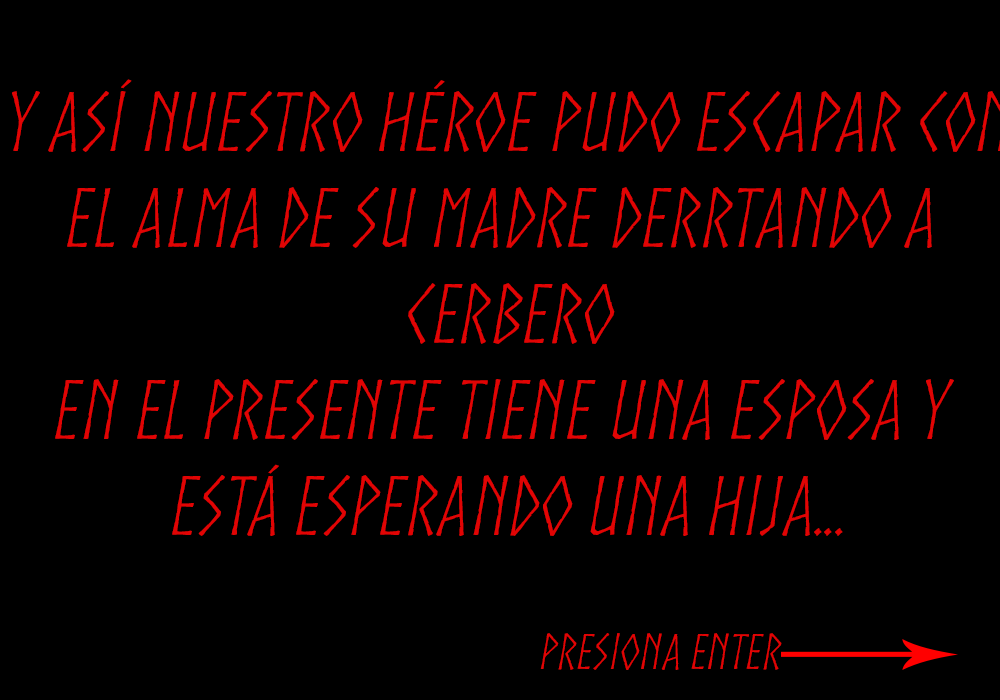 Y ASÍ NUESTRO HÉROE PUDO ESCAPAR CON
EL ALMA DE SU MADRE DERRTANDO A
CERBERO
EN EL PRESENTE TIENE UNA ESPOSA Y
ESTÁ ESPERANDO UNA HIJA...
PRESIONA ENTER